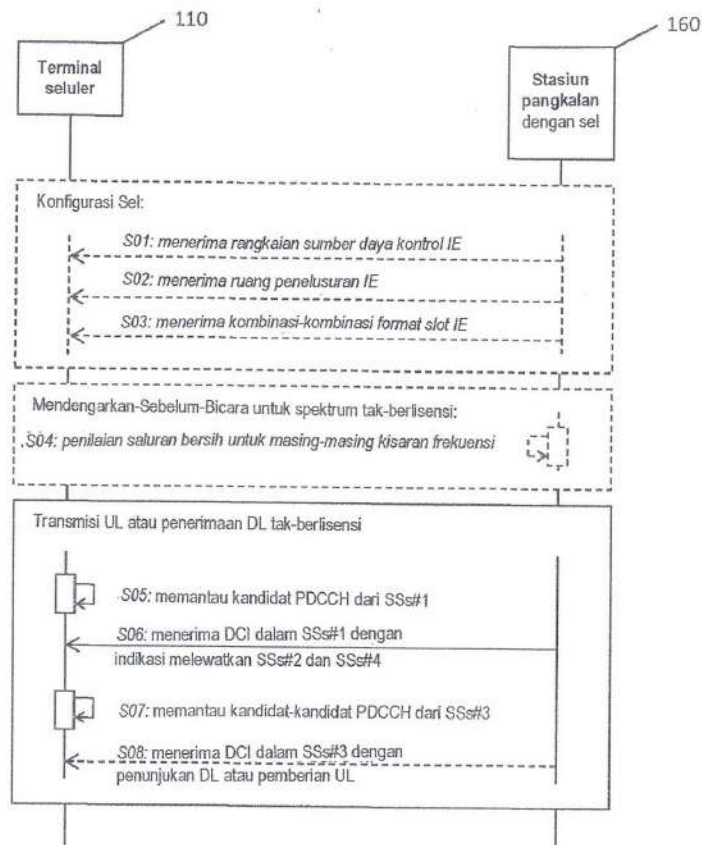 110
160
Terminal
seluler
Stasiun
pangkalan
dengan sel
Konfigurasi Sel:
S01: menerima rangkaian sumber daya kontrol IE
S02: menerima ruang penelusuran IE
S03: menerima kombinasi-kombinasi format slot IE
Mendengarkan-Sebelum-Bicara untuk spektrum tak-berlisensi:
S04: penilaian saluran bersih untuk masing-masing kisaran frekuensi
Transmisi UL atau penerimaan DL tak-berlisensi
S05: memantau kandidat PDCCH dari SSs#1
S06: menerima DCI dalam SSs#1 dengan
indikasi melewatkan SSs#2 dan SSs#4
S07: memantau kandidat-kandidat PDCCH dari SSs#3
S08: menerima DCI dalam SSs#3 dengan
penunjukan DL atau pemberian UL